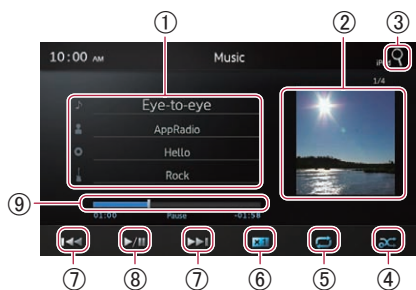 ① ② ③
10:00 AM Music iPod
1/4
Eye-to-eye
AppRadio
Hello
Rock
⑨
01:00 Pause -01:58
⑦ ⑧ ⑦ ⑥ ⑤ ④